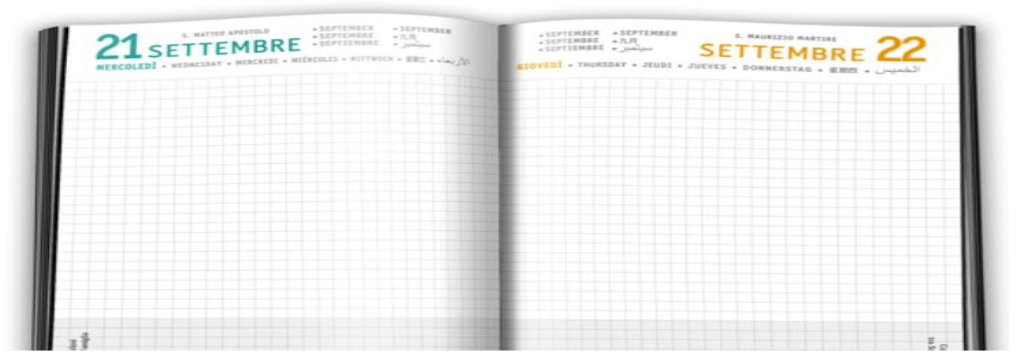 S. MATTEO APOSTOLO
21 SETTEMBRE
• SEPTEMBER • SEPTEMBER
• SEPTIEMBRE • 九月
• SEPTEMBRE • سبتمبر
MERCOLEDÌ • WEDNESDAY • MERCREDI • MIÉRCOLES • MITTWOCH • 星期三 • الأربعاء
• SEPTEMBER • SEPTEMBER
• SEPTIEMBRE • 九月
• SEPTEMBRE • سبتمبر
S. MAURIZIO MARTIRE
SETTEMBRE 22
GIOVEDÌ • THURSDAY • JEUDI • JUEVES • DONNERSTAG • 星期四 • الخميس